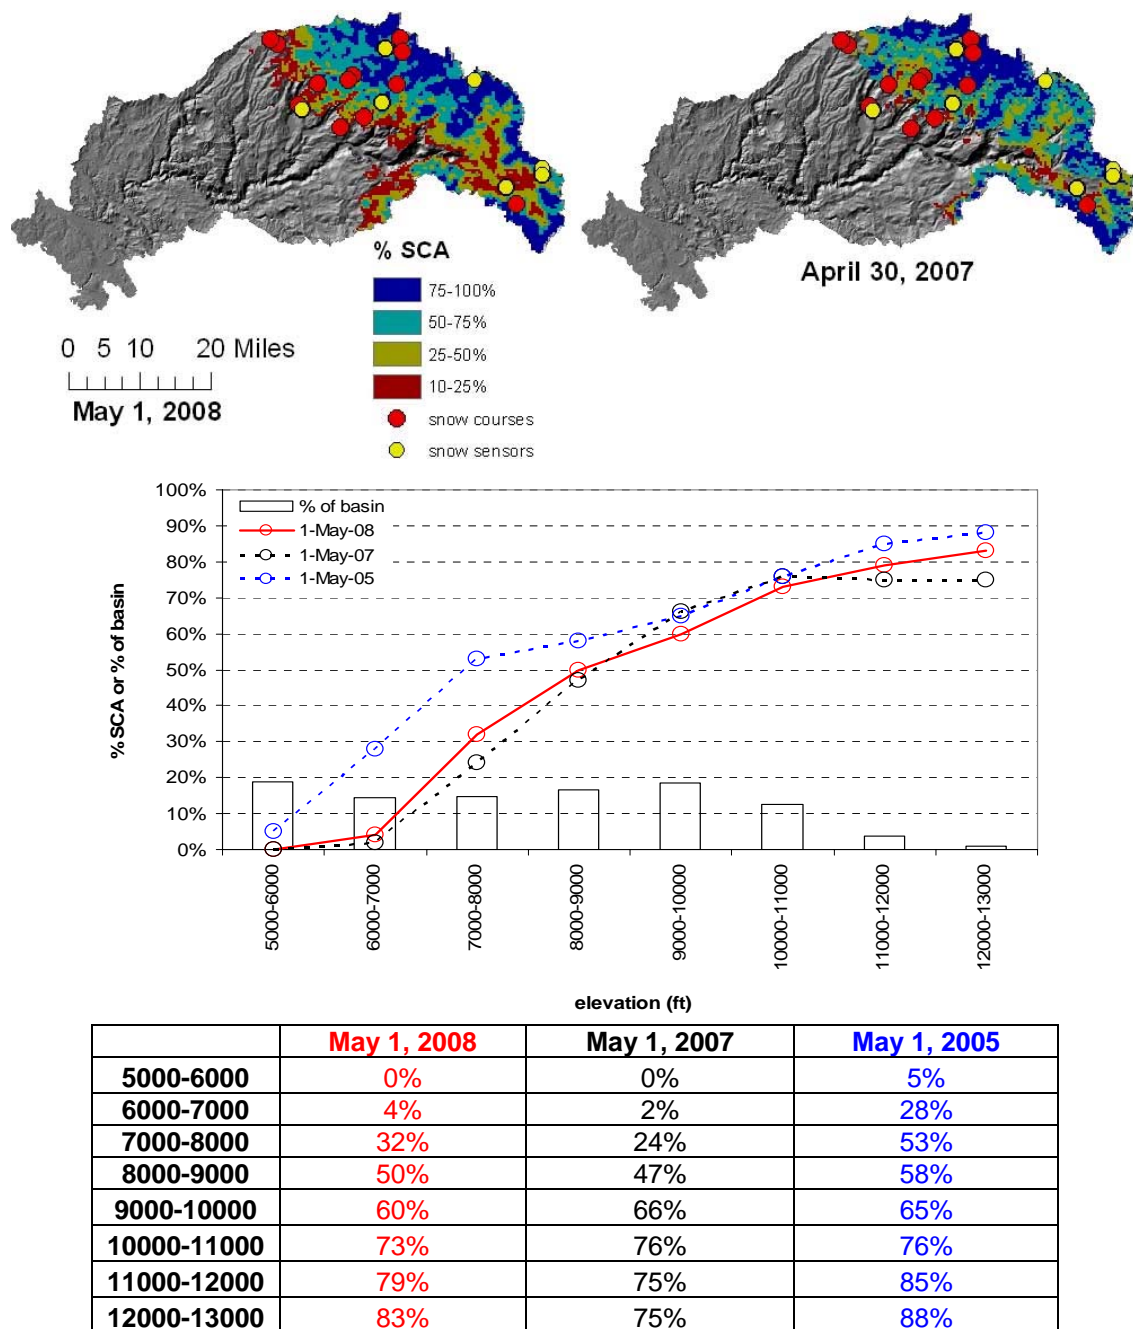 % SCA
75-100%
50-75%
25-50%
10-25%
snow courses
snow sensors
0 5 10 20 Miles
May 1, 2008
April 30, 2007
100%
90%
80%
70%
60%
50%
40%
30%
20%
10%
0%
% SCA or % of basin
% of basin
1-May-08
1-May-07
1-May-05
5000-6000
6000-7000
7000-8000
8000-9000
9000-10000
10000-11000
11000-12000
12000-13000
elevation (ft)
May 1, 2008 May 1, 2007 May 1, 2005
5000-6000 0% 0% 5%
6000-7000 4% 2% 28%
7000-8000 32% 24% 53%
8000-9000 50% 47% 58%
9000-10000 60% 66% 65%
10000-11000 73% 76% 76%
11000-12000 79% 75% 85%
12000-13000 83% 75% 88%